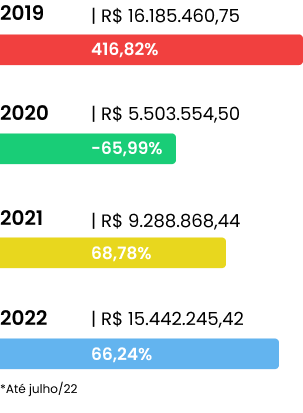 2019 | R$ 16.185.460,75
416,82%
2020 | R$ 5.503.554,50
-65,99%
2021 | R$ 9.288.868,44
68,78%
2022 | R$ 15.442.245,42
66,24%
*Até julho/22